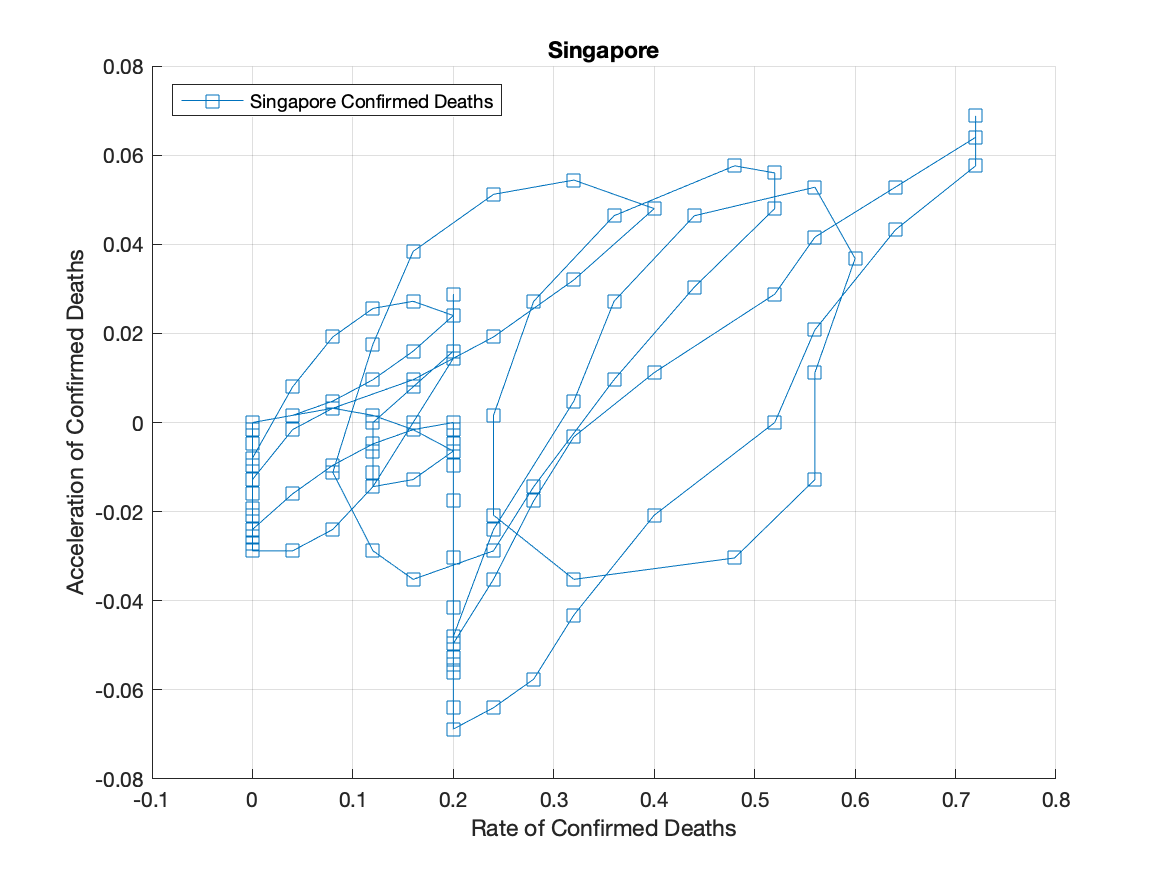 Singapore
Singapore Confirmed Deaths
0.08
0.06
0.04
0.02
0
-0.02
-0.04
-0.06
-0.08
Acceleration of Confirmed Deaths
-0.1 0 0.1 0.2 0.3 0.4 0.5 0.6 0.7 0.8
Rate of Confirmed Deaths